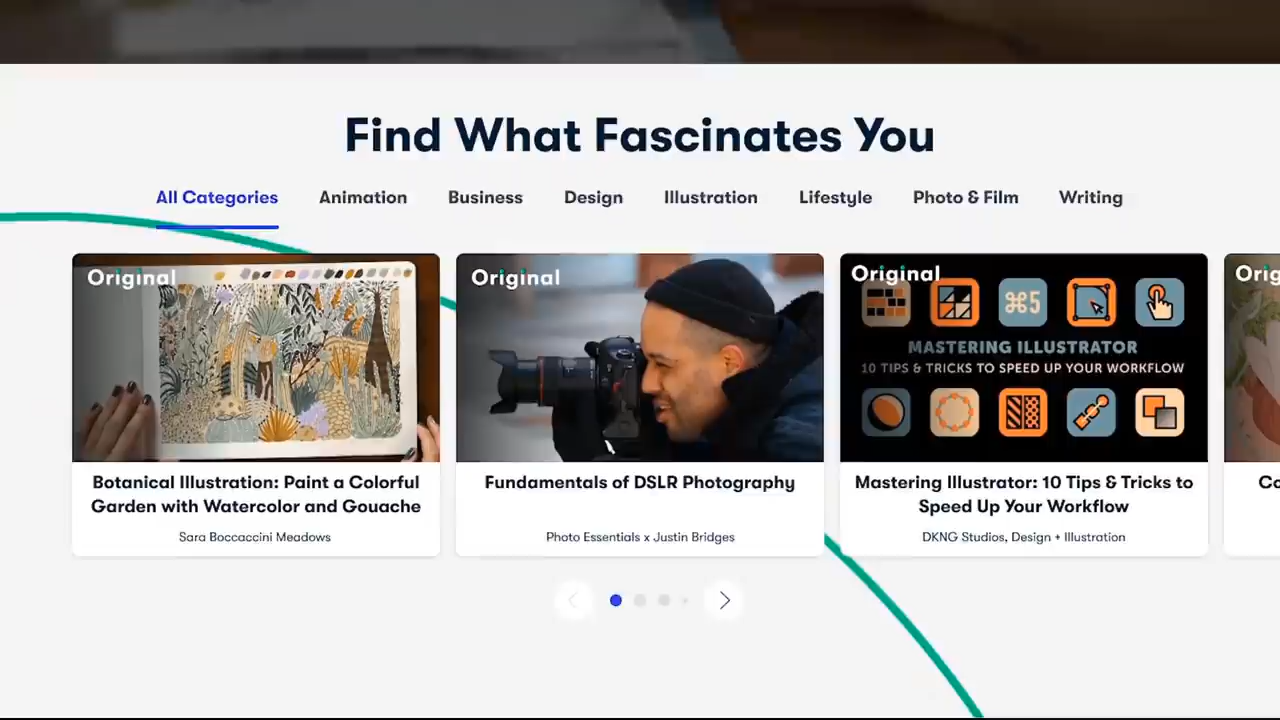 Find What Fascinates You
All Categories Animation Business Design Illustration Lifestyle Photo & Film Writing
Original
Botanical Illustration: Paint a Colorful
Garden with Watercolor and Gouache
Sara Boccaccini Meadows
Original
Fundamentals of DSLR Photography
Photo Essentials x Justin Bridges
Original
⌘5
MASTERING ILLUSTRATOR
10 TIPS & TRICKS TO SPEED UP YOUR WORKFLOW
Mastering Illustrator: 10 Tips & Tricks to
Speed Up Your Workflow
DKNG Studios, Design + Illustration